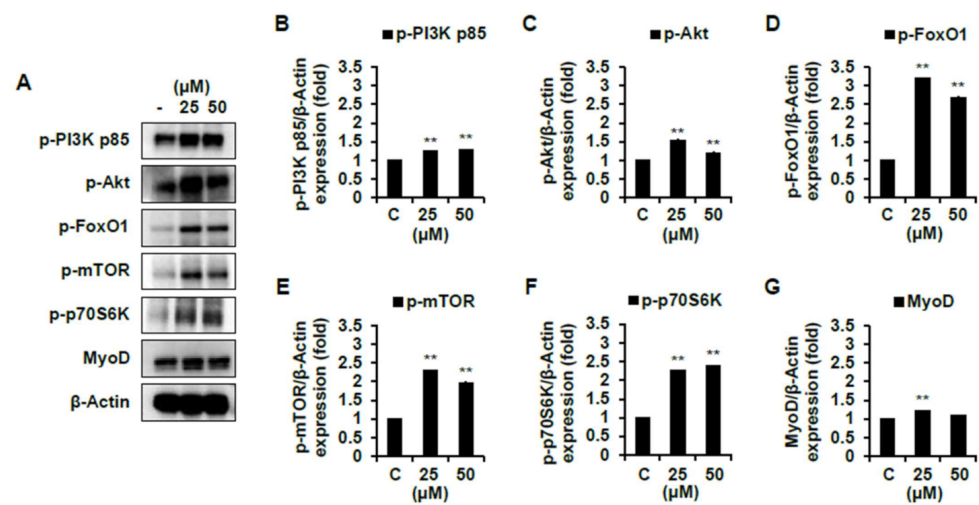 A
(µM)
- 25 50
p-PI3K p85
p-Akt
p-FoxO1
p-mTOR
p-p70S6K
MyoD
β-Actin
B
p-PI3K p85
p-PI3K p85/β-Actin
expression (fold)
3.5
3
2.5
2
1.5
1
0.5
** **
C 25 50
(µM)
C
p-Akt
p-Akt/β-Actin
expression (fold)
3.5
3
2.5
2
1.5
1
0.5
**
**
C 25 50
(µM)
D
p-FoxO1
p-FoxO1/β-Actin
expression (fold)
3.5
3
2.5
2
1.5
1
0.5
**
**
C 25 50
(µM)
E
p-mTOR
p-mTOR/β-Actin
expression (fold)
3.5
3
2.5
2
1.5
1
0.5
**
**
C 25 50
(µM)
F
p-p70S6K
p-p70S6K/β-Actin
expression (fold)
3.5
3
2.5
2
1.5
1
0.5
** **
C 25 50
(µM)
G
MyoD
MyoD/β-Actin
expression (fold)
3.5
3
2.5
2
1.5
1
0.5
**
C 25 50
(µM)